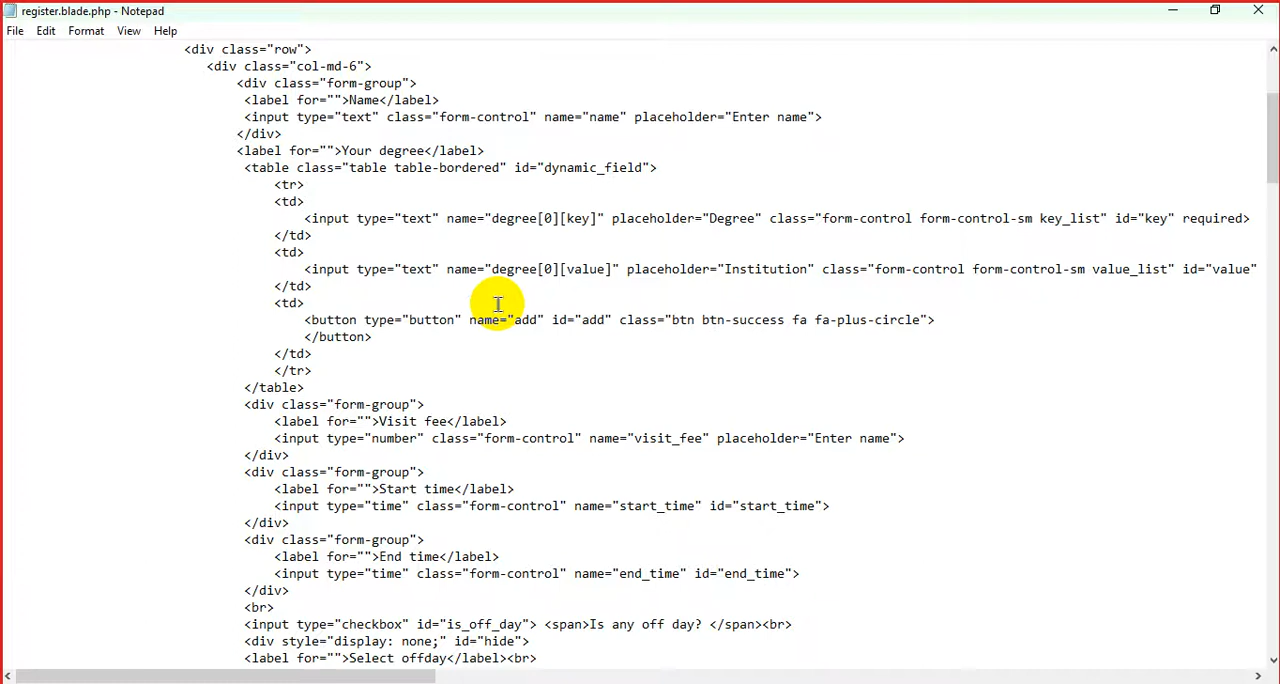 register.blade.php - Notepad
File Edit Format View Help
<div class="row">
<div class="col-md-6">
<div class="form-group">
<label for="">Name</label>
<input type="text" class="form-control" name="name" placeholder="Enter name">
</div>
<label for="">Your degree</label>
<table class="table table-bordered" id="dynamic_field">
<tr>
<td>
<input type="text" name="degree[0][key]" placeholder="Degree" class="form-control form-control-sm key_list" id="key" required>
</td>
<td>
<input type="text" name="degree[0][value]" placeholder="Institution" class="form-control form-control-sm value_list" id="value"
</td>
<td>
<button type="button" name="add" id="add" class="btn btn-success fa fa-plus-circle">
</button>
</td>
</tr>
</table>
<div class="form-group">
<label for="">Visit fee</label>
<input type="number" class="form-control" name="visit_fee" placeholder="Enter name">
</div>
<div class="form-group">
<label for="">Start time</label>
<input type="time" class="form-control" name="start_time" id="start_time">
</div>
<div class="form-group">
<label for="">End time</label>
<input type="time" class="form-control" name="end_time" id="end_time">
</div>
<br>
<input type="checkbox" id="is_off_day"> <span>Is any off day? </span><br>
<div style="display: none;" id="hide">
<label for="">Select offday</label><br>